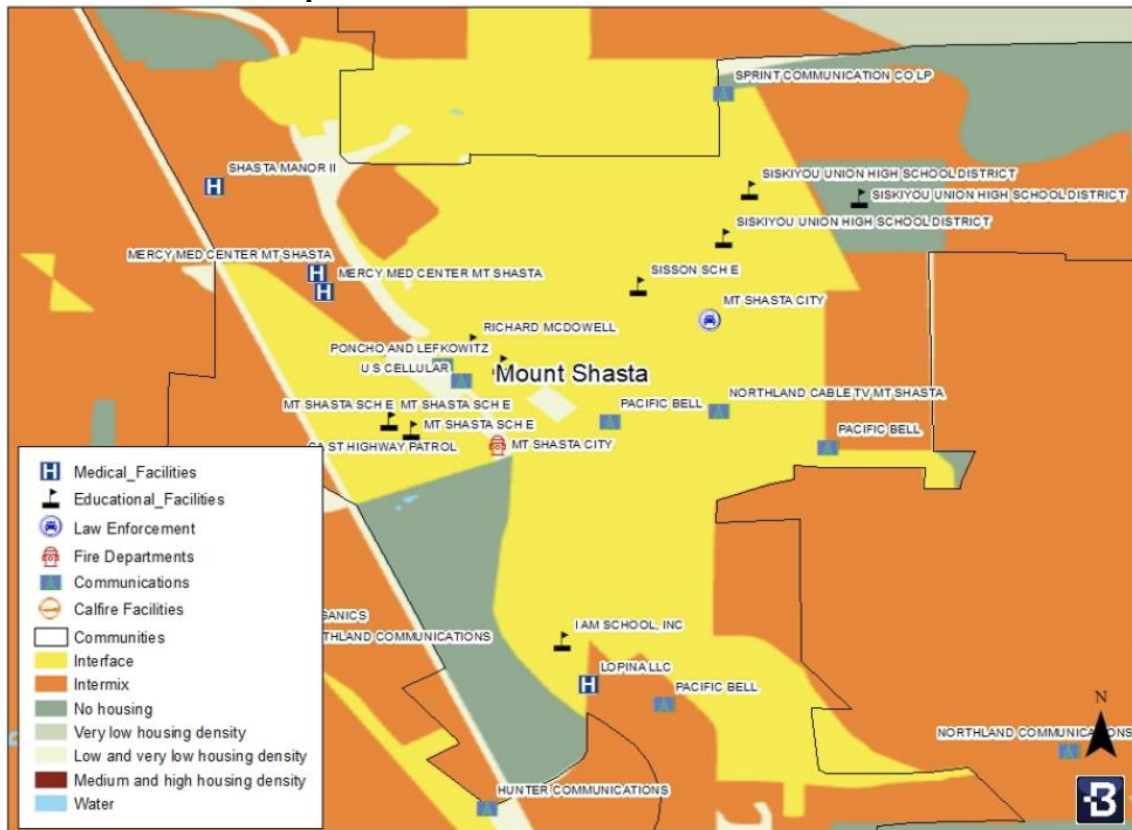 SPRINT COMMUNICATION CO LP
SHASTA MANOR II
SISKIYOU UNION HIGH SCHOOL DISTRICT
SISKIYOU UNION HIGH SCHOOL DISTRICT
SISKIYOU UNION HIGH SCHOOL DISTRICT
MERCY MED CENTER MT SHASTA
MERCY MED CENTER MT SHASTA
SISSON SCH E
MT SHASTA CITY
RICHARD MCDOWELL
PONCHO AND LEFKOWITZ
U S CELLULAR
Mount Shasta
NORTHLAND CABLE TV MT SHASTA
MT SHASTA SCH E
MT SHASTA SCH E
PACIFIC BELL
MT SHASTA SCH E
PACIFIC BELL
ST HIGHWAY PATROL
MT SHASTA CITY
H Medical_Facilities
Educational_Facilities
Law Enforcement
Fire Departments
Communications
Calfire Facilities
Communities
Interface
Intermix
No housing
Very low housing density
Low and very low housing density
Medium and high housing density
Water
COMMUNICATIONS
I AM SCHOOL, INC
LOPINA LLC
PACIFIC BELL
N
NORTHLAND COMMUNICATIONS
HUNTER COMMUNICATIONS
B